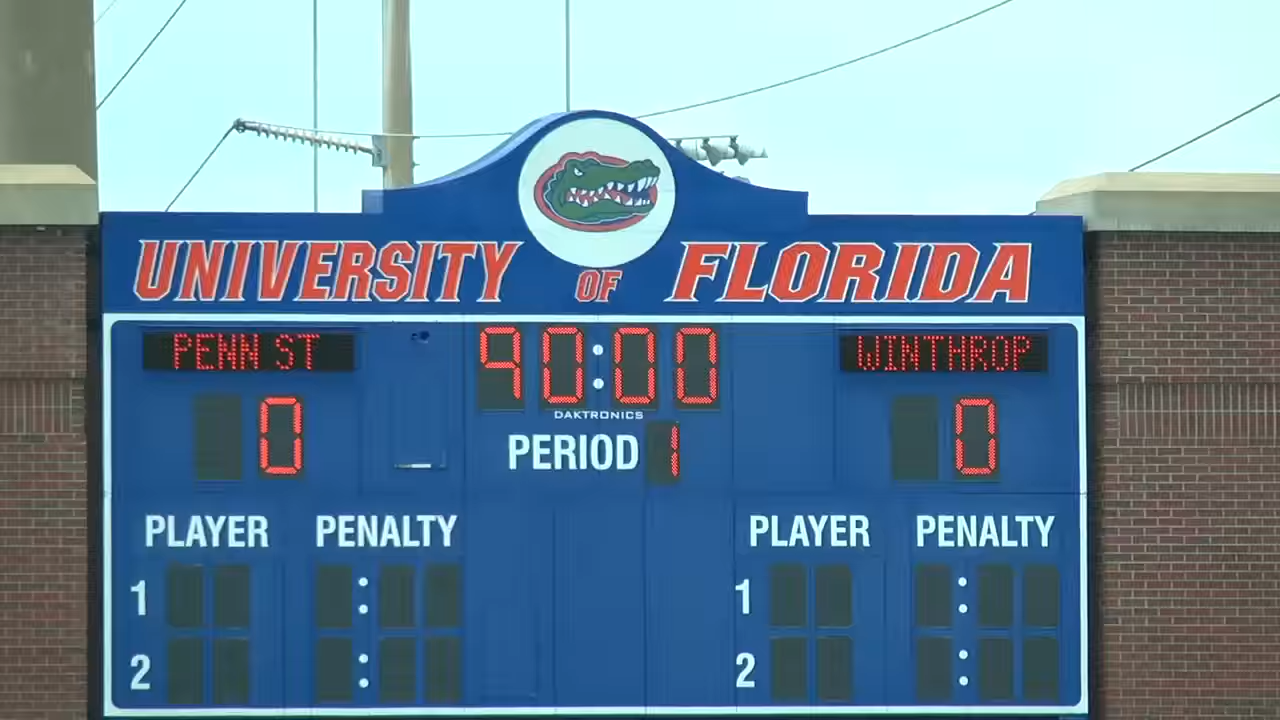 UNIVERSITY OF FLORIDA
PENN ST 90:00 WINTHROP
DAKTRONICS
0 PERIOD 1 0
PLAYER PENALTY PLAYER PENALTY
1 : 1 :
2 : 2 :